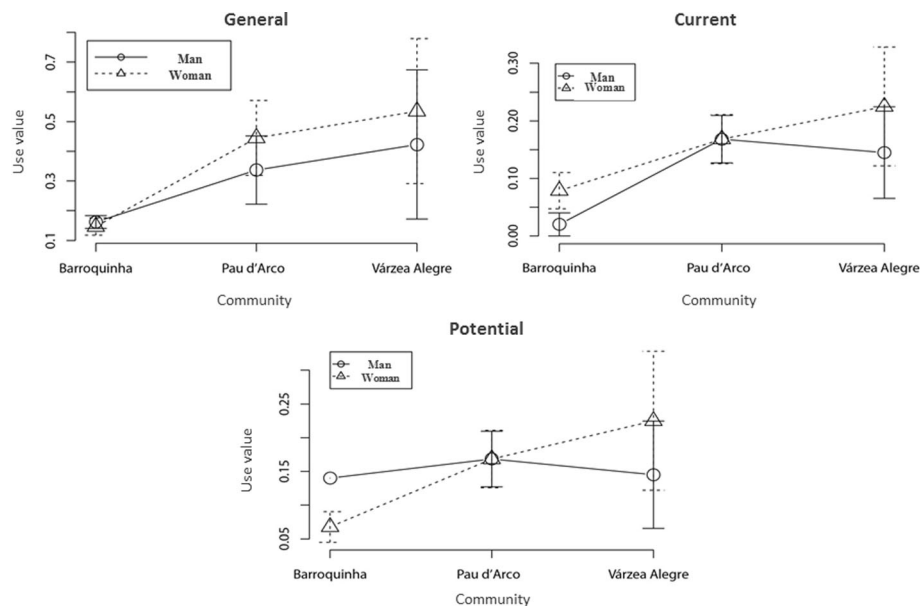 General
Man
Woman
Use value
0.7
0.5
0.3
0.1
Barroquinha Pau d'Arco Várzea Alegre
Community
Current
Man
Woman
Use value
0.30
0.20
0.10
0.00
Barroquinha Pau d'Arco Várzea Alegre
Community
Potential
Man
Woman
Use value
0.25
0.15
0.05
Barroquinha Pau d'Arco Várzea Alegre
Community